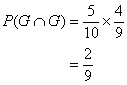 P(G ∩ G) = 5/10 × 4/9
= 2/9